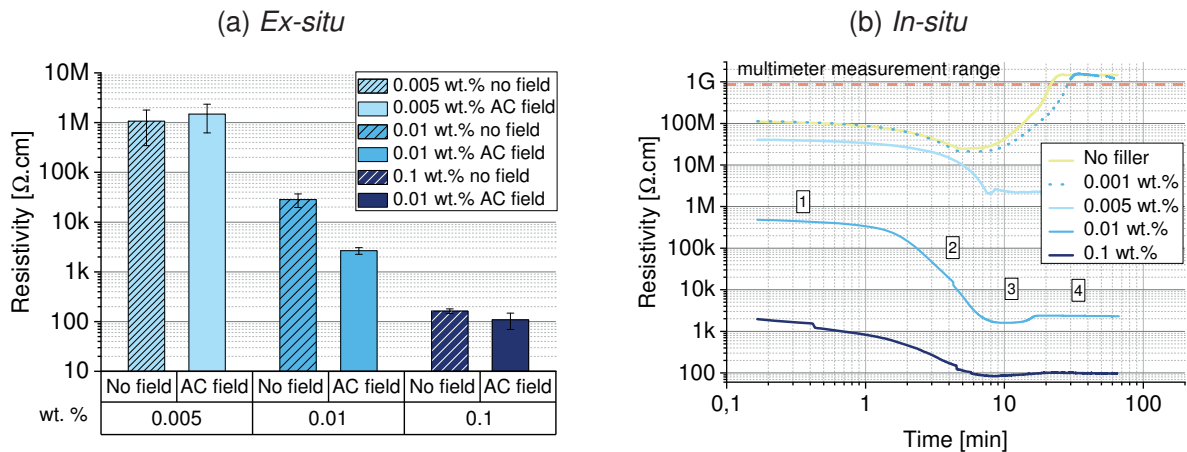 (a) Ex-situ
10M
1M
100k
10k
1k
100
10
Resistivity [Ω.cm]
0.005 wt.% no field
0.005 wt.% AC field
0.01 wt.% no field
0.01 wt.% AC field
0.1 wt.% no field
0.01 wt.% AC field
No field AC field No field AC field No field AC field
wt. % 0.005 0.01 0.1
(b) In-situ
multimeter measurement range
1G
100M
10M
1M
100k
10k
1k
100
Resistivity [Ω.cm]
No filler
0.001 wt.%
0.005 wt.%
0.01 wt.%
0.1 wt.%
1
2
3
4
0,1 1 10 100
Time [min]